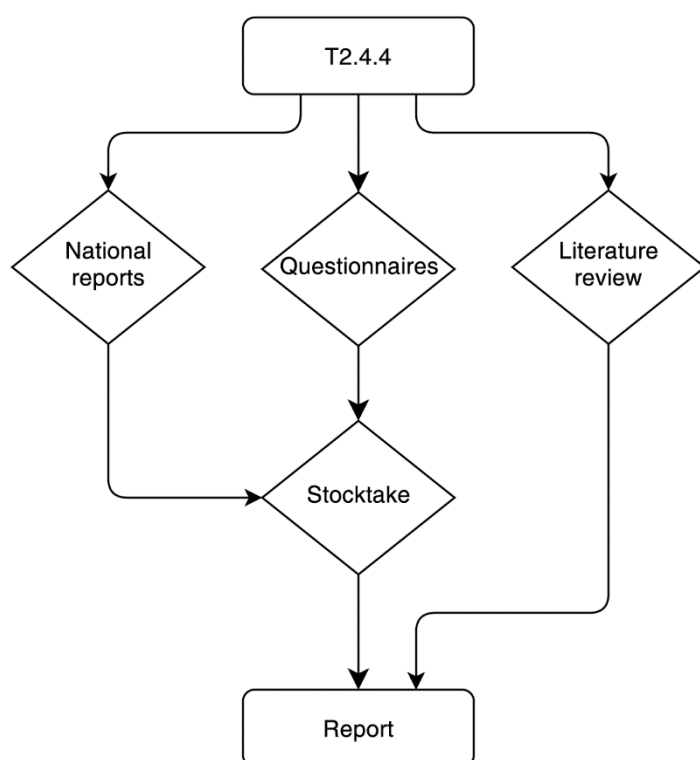 T2.4.4
National
reports
Questionnaires
Literature
review
Stocktake
Report